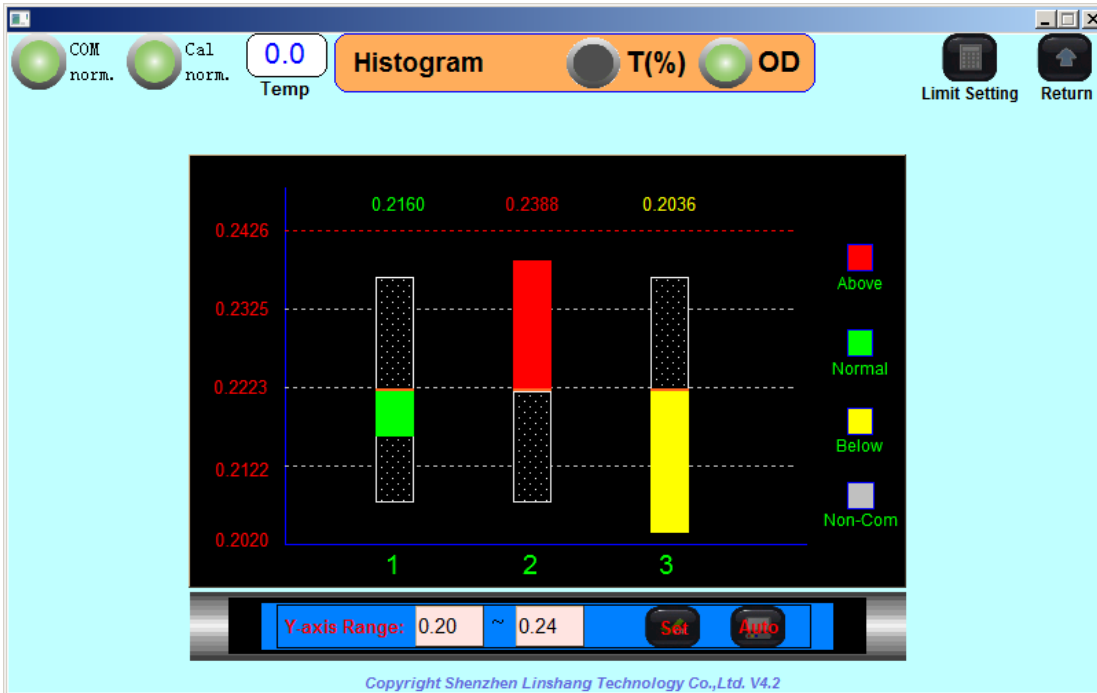 COM norm.
Cal norm.
0.0
Temp
Histogram
T(%)
OD
Limit Setting
Return
0.2160
0.2388
0.2036
0.2426
0.2325
0.2223
0.2122
0.2020
Above
Normal
Below
Non-Com
1
2
3
Y-axis Range:
0.20
~
0.24
Set
Auto
Copyright Shenzhen Linshang Technology Co.,Ltd. V4.2